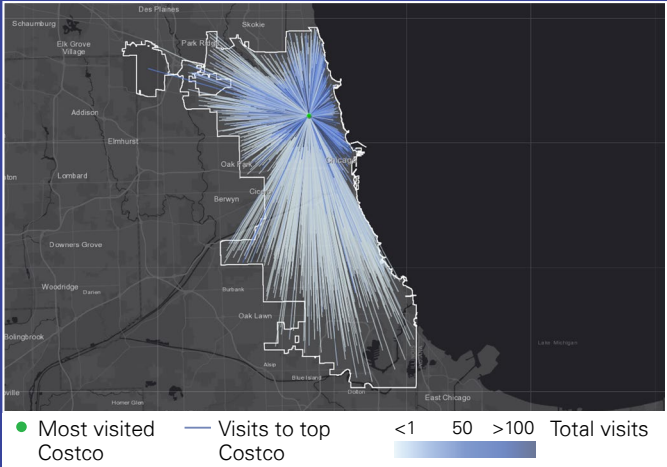 Des Planes
Schaumburg
Skokie
Elk Grove
Village
Park Ridge
Addison
Elmhurst
Oak Park
Chicago
Lombard
Cicero
Berwyn
Downers Grove
Burbank
Woodridge
Darien
Oak Lawn
Bolingbrook
Lake Michigan
Alsip
Blue Island
Dolton
ville
East Chicago
Homer Glen
Most visited Visits to top <1 50 >100 Total visits
Costco Costco